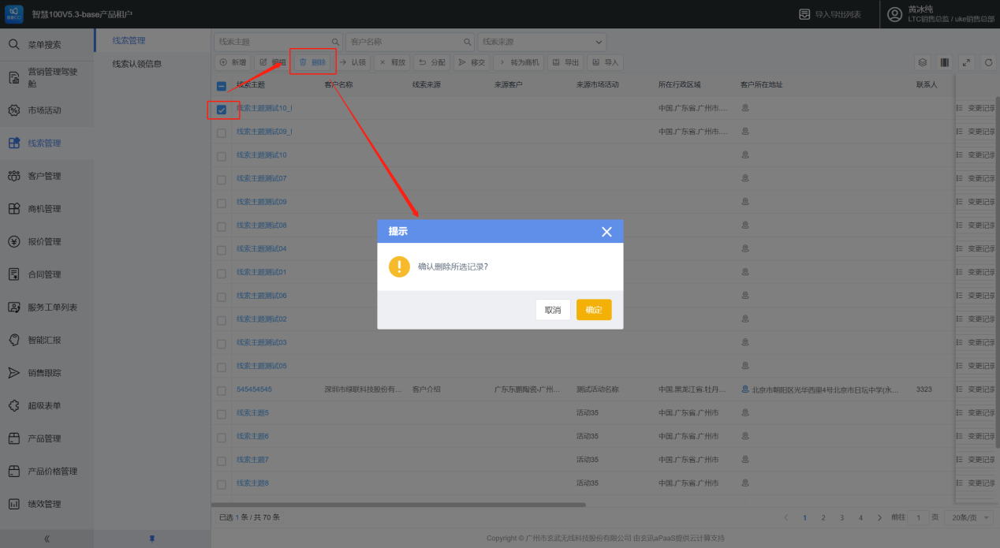 智慧100V5.3-base产品租户
导入导出列表
黄冰纯
LTC销售总监 / uke销售总部
菜单搜索
营销管理驾驶舱
市场活动
线索管理
客户管理
商机管理
报价管理
合同管理
服务工单列表
智能汇报
销售跟踪
超级表单
产品管理
产品价格管理
绩效管理
线索管理
线索认领信息
线索主题
客户名称
线索来源
新增 编辑 删除 认领 释放 分配 移交 转为商机 导出 导入
线索主题 客户名称 线索来源 来源客户 来源市场活动 所在行政区域 客户所在地址 联系人
线索主题测试10_I 中国.广东省.广州市.... 变更记录
线索主题测试09_I 中国.广东省.广州市.... 变更记录
线索主题测试10 变更记录
线索主题测试07 变更记录
线索主题测试09 变更记录
线索主题测试08 变更记录
线索主题测试04 变更记录
线索主题测试01 变更记录
线索主题测试06 变更记录
线索主题测试02 变更记录
线索主题测试03 变更记录
线索主题测试05 变更记录
545454545 深圳市绿联科技股份有... 客户介绍 广东东鹏陶瓷-广州... 测试活动名称 中国.黑龙江省.牡丹... 北京市朝阳区光华西里4号北京市日坛中学(永... 3323 变更记录
线索主题5 活动35 中国.广东省.广州市 变更记录
线索主题6 活动35 中国.广东省.广州市 变更记录
线索主题7 活动35 中国.广东省.广州市 变更记录
线索主题8 活动35 中国.广东省.广州市 变更记录
提示
确认删除所选记录?
取消 确定
已选 1 条 / 共 70 条
1 2 3 4 前往 1 页 20条/页
Copyright © 广州市玄武无线科技股份有限公司 由玄讯aPaaS提供云计算支持